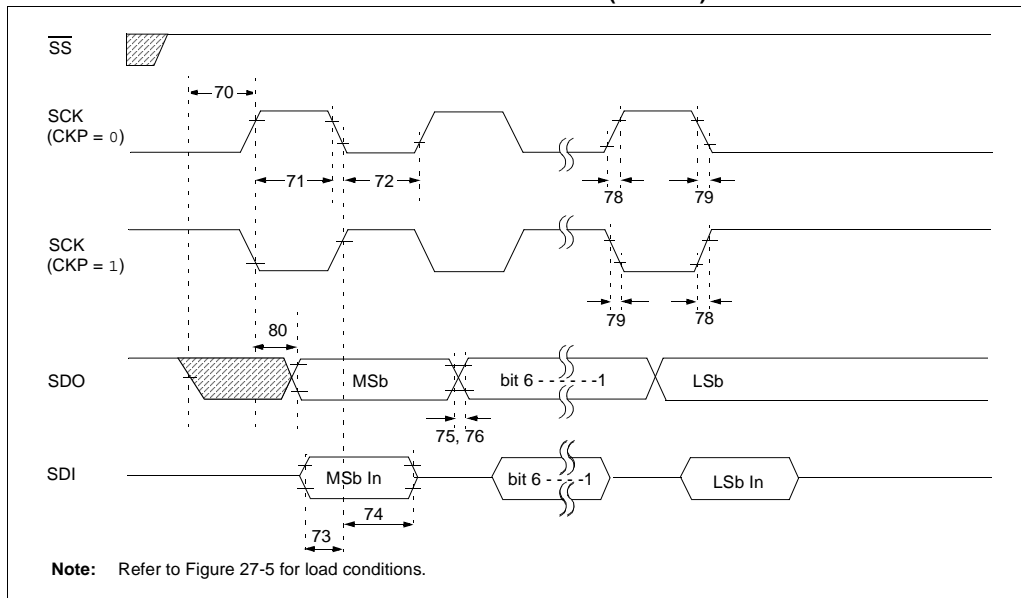 SS
70
SCK
(CKP = 0)
71
72
78
79
SCK
(CKP = 1)
79
78
80
SDO
MSb
bit 6 - - - - - -1
LSb
75, 76
SDI
MSb In
bit 6 - - - - -1
LSb In
74
73
Note: Refer to Figure 27-5 for load conditions.